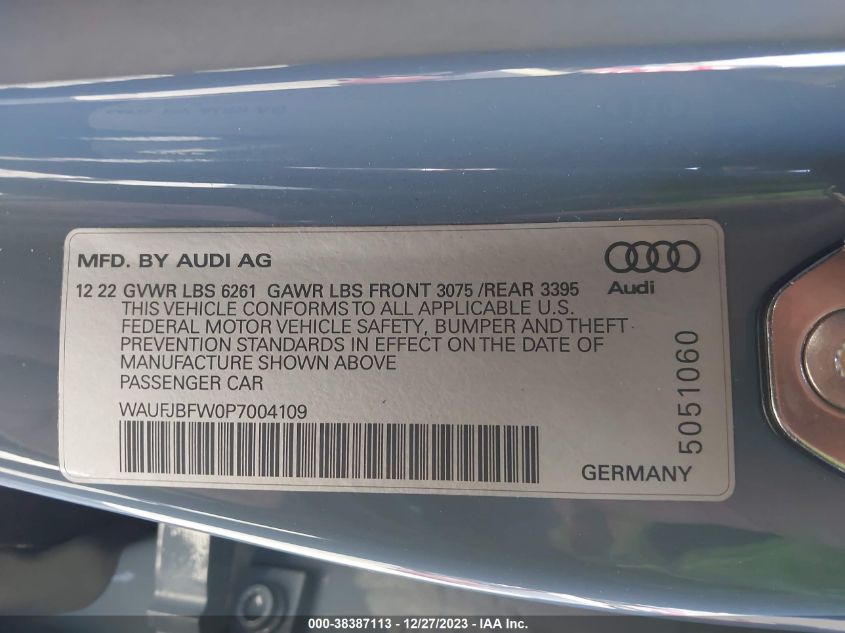 MFD. BY AUDI AG
Audi
12 22 GVWR LBS 6261 GAWR LBS FRONT 3075 /REAR 3395
THIS VEHICLE CONFORMS TO ALL APPLICABLE U.S.
FEDERAL MOTOR VEHICLE SAFETY, BUMPER AND THEFT
PREVENTION STANDARDS IN EFFECT ON THE DATE OF
MANUFACTURE SHOWN ABOVE
PASSENGER CAR
WAUFJBFW0P7004109
5051060
GERMANY
000-38387113 - 12/27/2023 - IAA Inc.